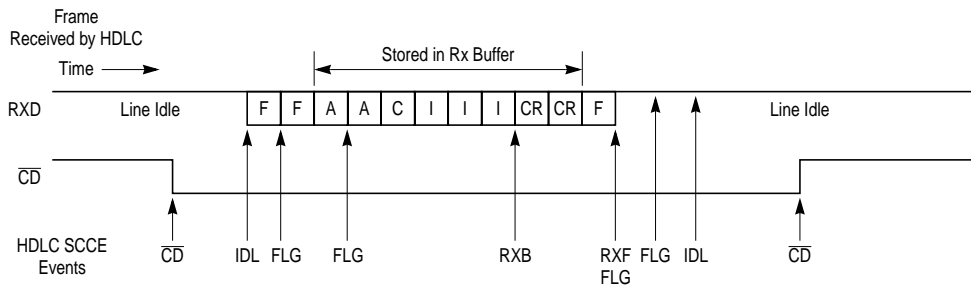 Frame
Received by HDLC
Stored in Rx Buffer
Time
RXD
Line Idle F F A A C I I I CR CR F Line Idle
CD
HDLC SCCE
Events
CD IDL FLG FLG RXB RXF FLG IDL CD
FLG